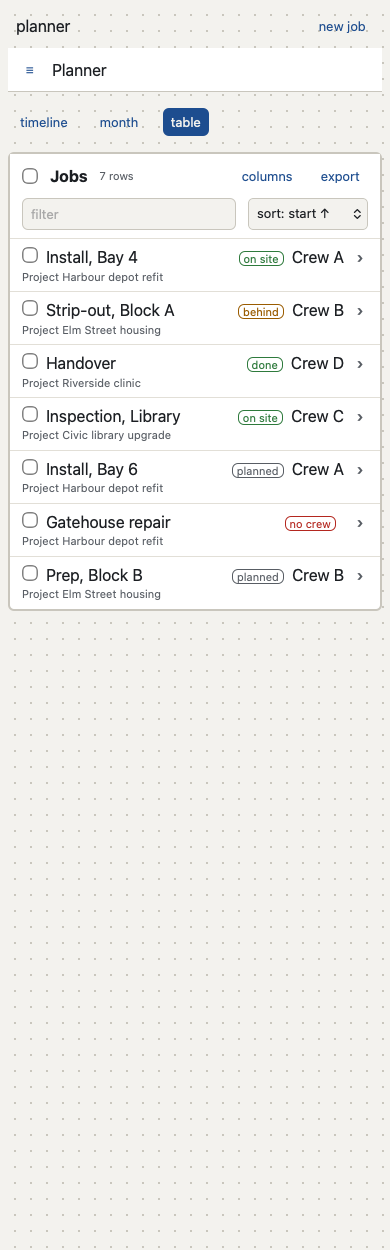 planner new job
≡ Planner
timeline month table
Jobs 7 rows columns export
filter sort: start ↑
Install, Bay 4 on site Crew A ›
Project Harbour depot refit
Strip-out, Block A behind Crew B ›
Project Elm Street housing
Handover done Crew D ›
Project Riverside clinic
Inspection, Library on site Crew C ›
Project Civic library upgrade
Install, Bay 6 planned Crew A ›
Project Harbour depot refit
Gatehouse repair no crew ›
Project Harbour depot refit
Prep, Block B planned Crew B ›
Project Elm Street housing